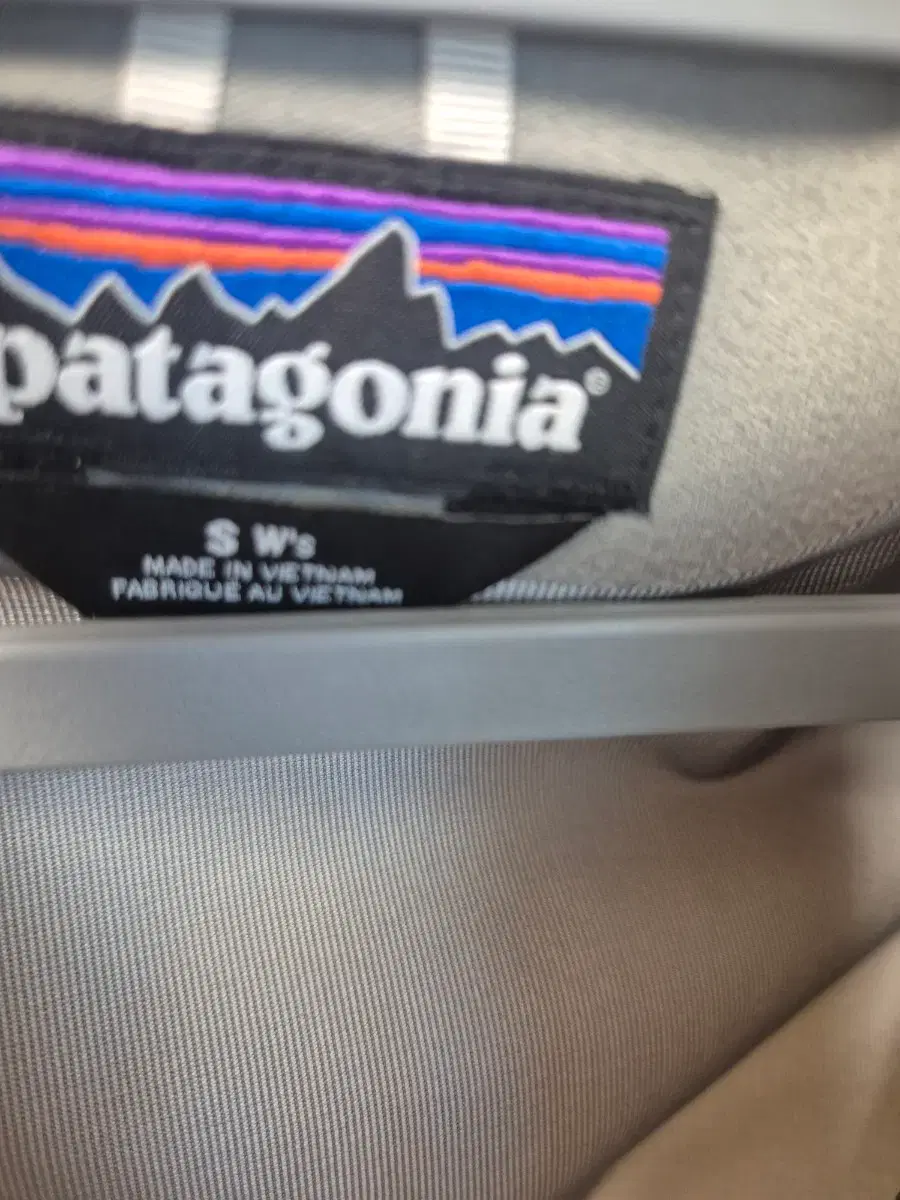 patagonia®
S W's
MADE IN VIETNAM
FABRIQUÉ AU VIETNAM